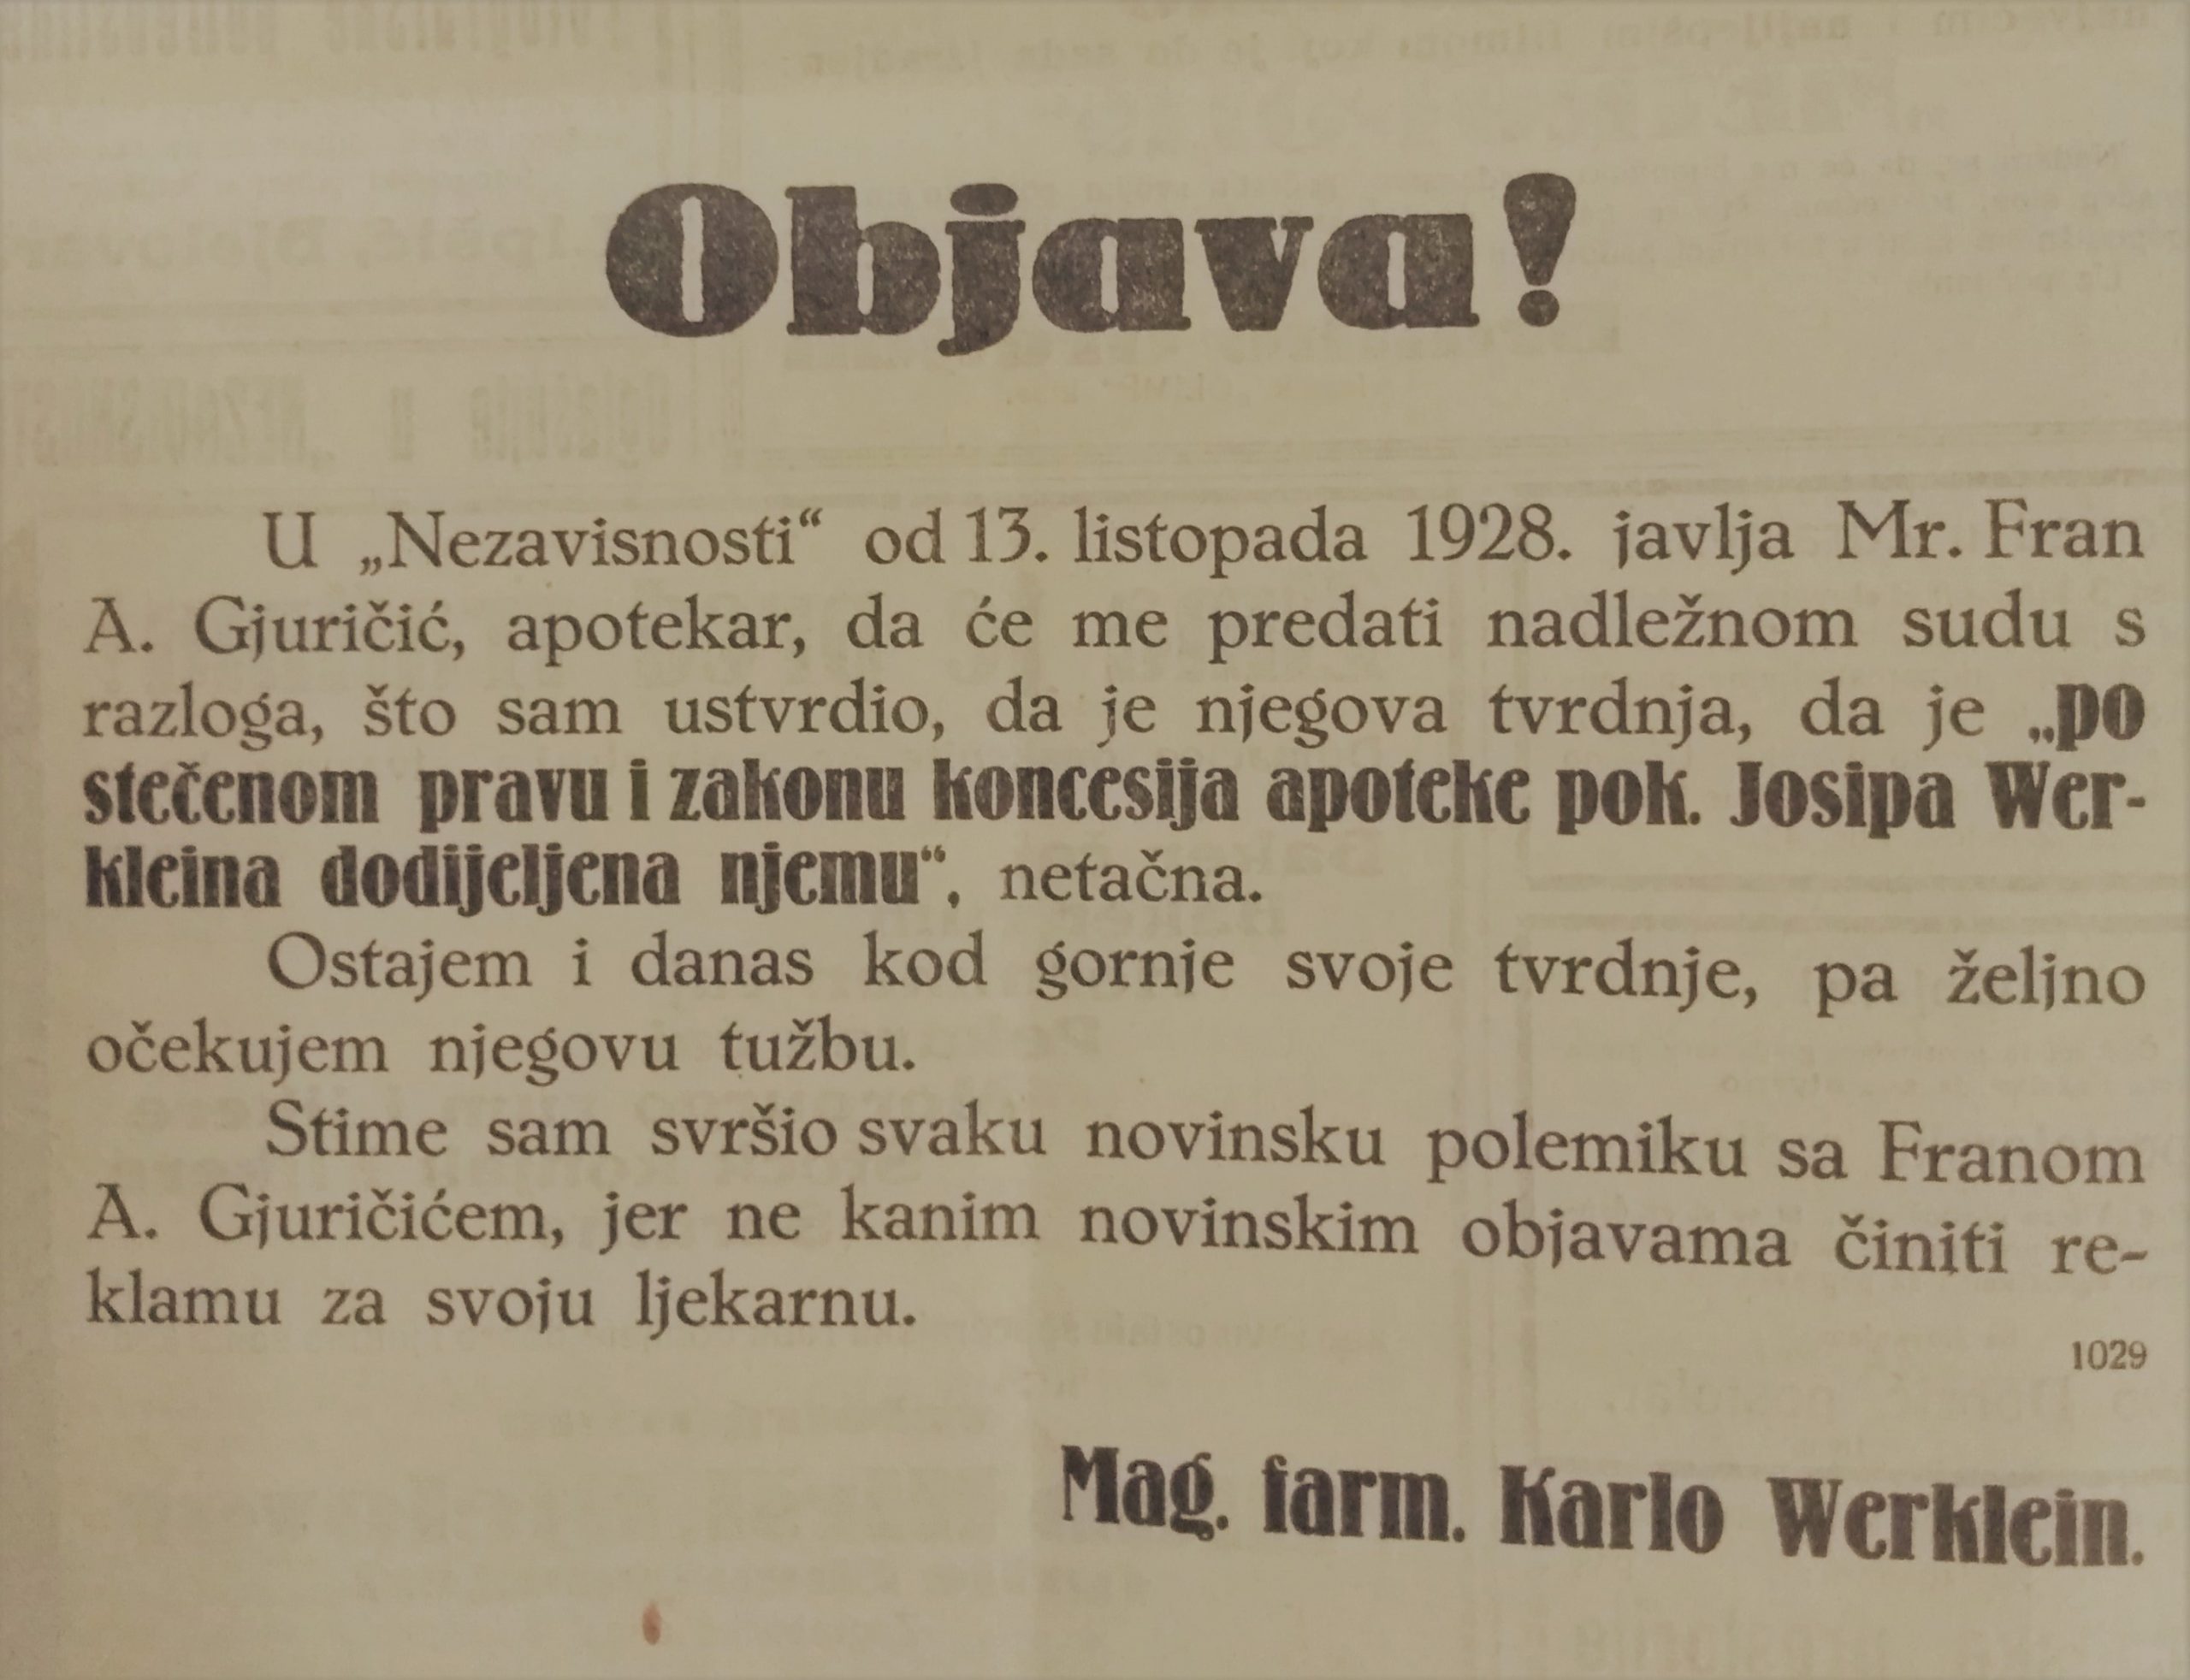 Objava!
U „Nezavisnosti“ od 13. listopada 1928. javlja Mr. Fran
A. Gjuričić, apotekar, da će me predati nadležnom sudu s
razloga, što sam ustvrdio, da je njegova tvrdnja, da je „po
stečenom pravu i zakonu koncesija apoteke pok. Josipa Wer-
kleina dodijeljena njemu“, netačna.
Ostajem i danas kod gornje svoje tvrdnje, pa željno
očekujem njegovu tužbu.
Stime sam svršio svaku novinsku polemiku sa Franom
A. Gjuričićem, jer ne kanim novinskim objavama činiti re-
klamu za svoju ljekarnu.
1029
Mag. farm. Karlo Werklein.